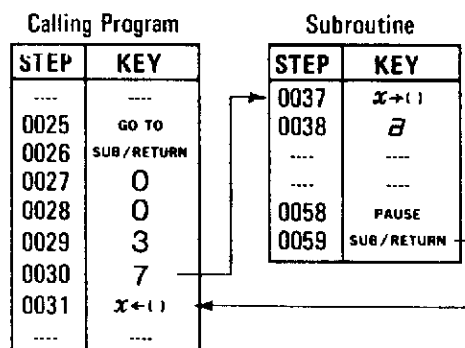 Calling Program
STEP KEY
---- ----
0025 GO TO
0026 SUB/RETURN
0027 0
0028 0
0029 3
0030 7
0031 x←()
---- ----
Subroutine
STEP KEY
0037 x→()
0038 a
---- ----
---- ----
0058 PAUSE
0059 SUB/RETURN